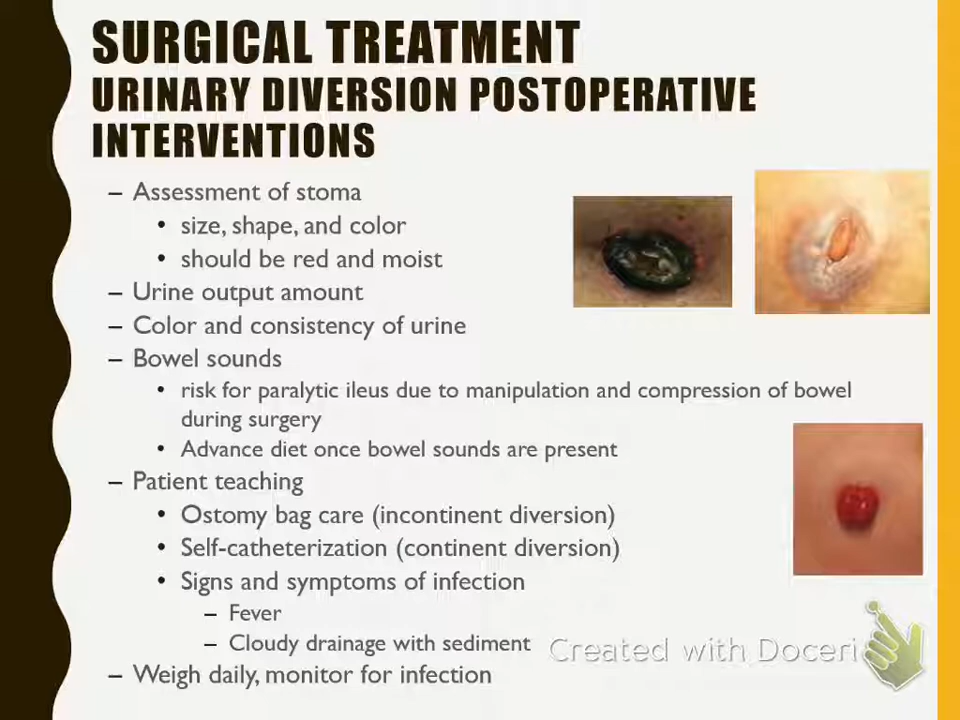 SURGICAL TREATMENT
URINARY DIVERSION POSTOPERATIVE
INTERVENTIONS
– Assessment of stoma
• size, shape, and color
• should be red and moist
– Urine output amount
– Color and consistency of urine
– Bowel sounds
• risk for paralytic ileus due to manipulation and compression of bowel
during surgery
• Advance diet once bowel sounds are present
– Patient teaching
• Ostomy bag care (incontinent diversion)
• Self-catheterization (continent diversion)
• Signs and symptoms of infection
– Fever
– Cloudy drainage with sediment
Created with Doceri
– Weigh daily, monitor for infection